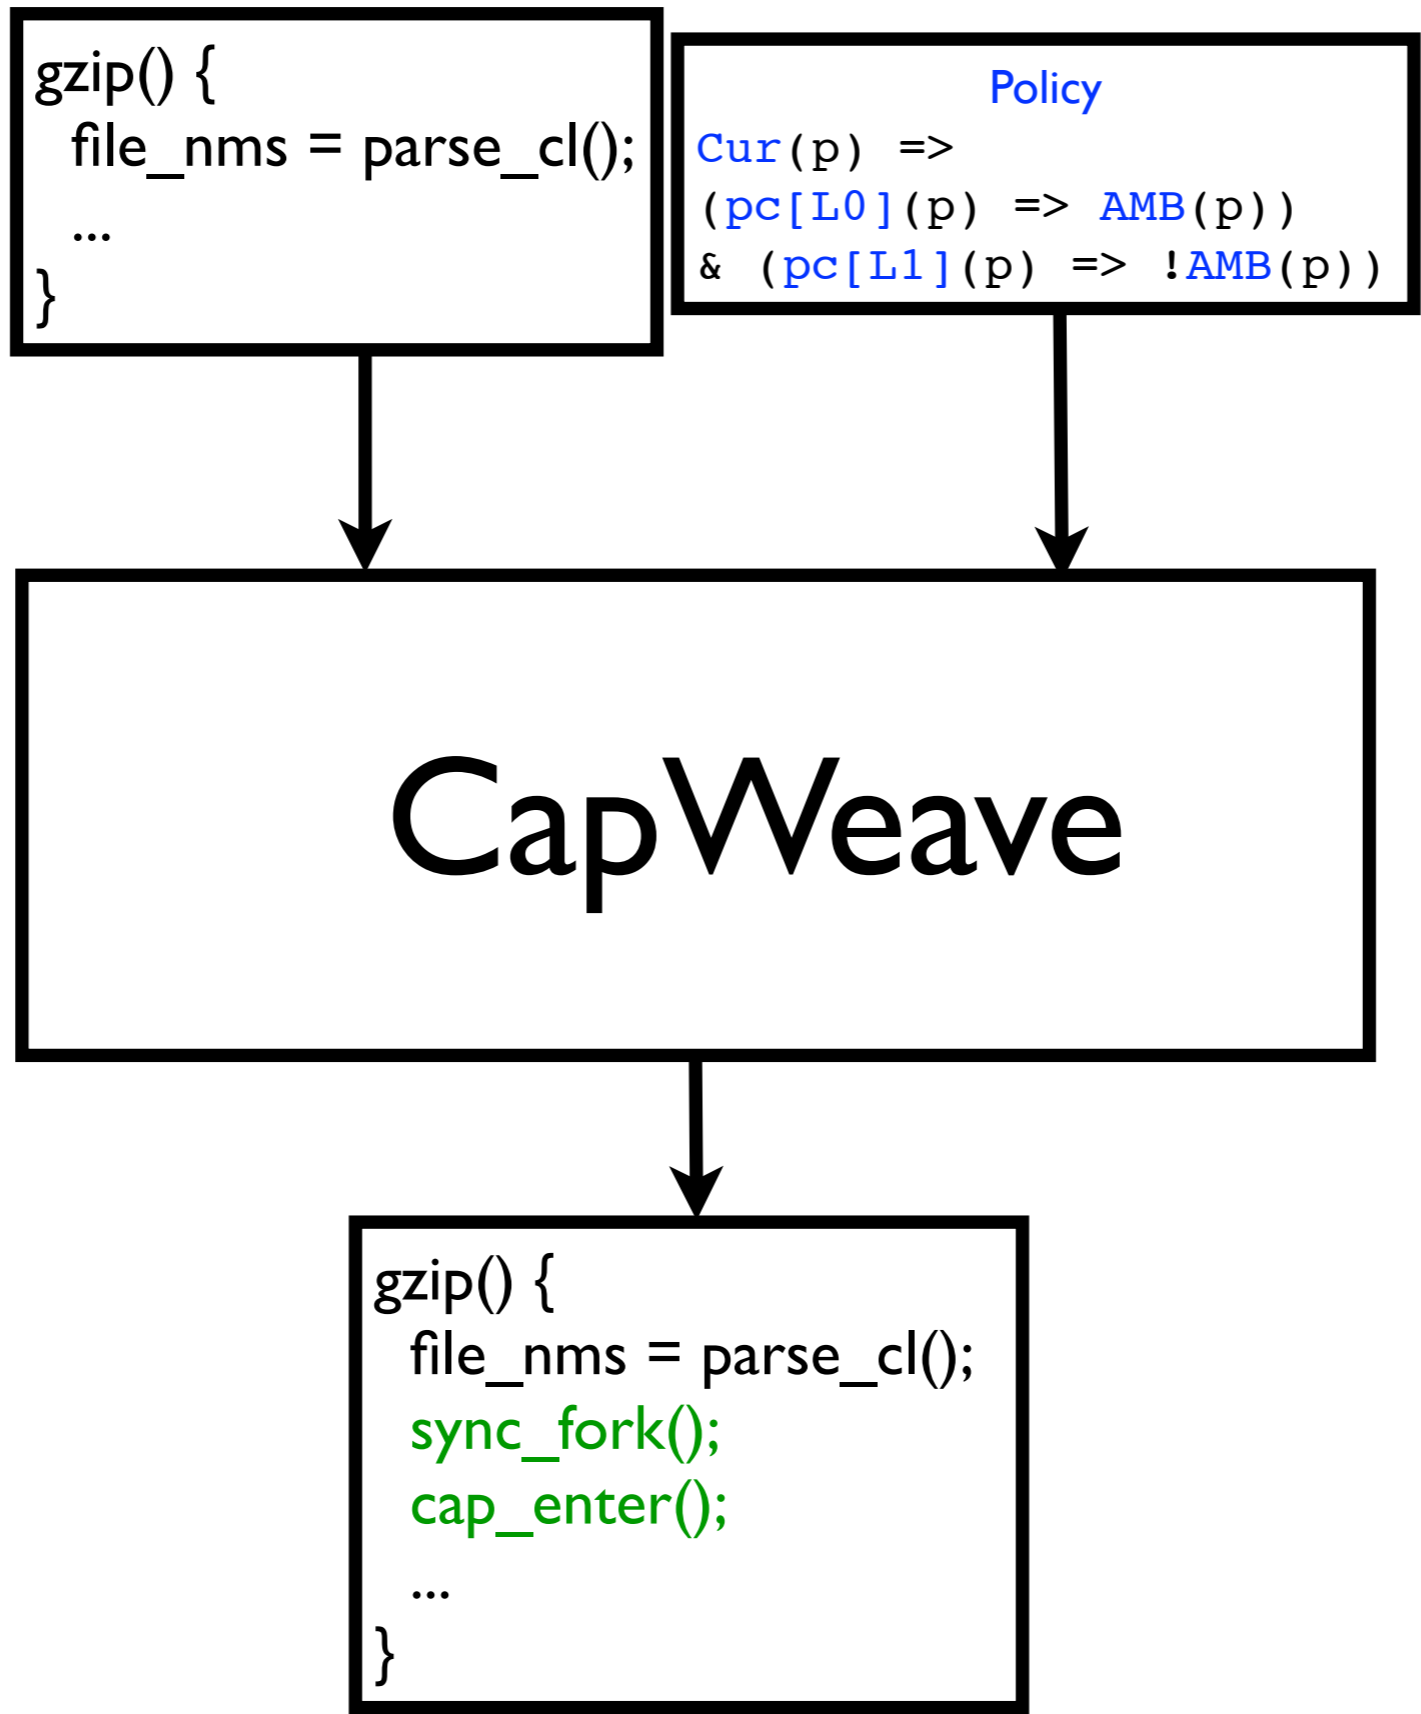 gzip() {
file_nms = parse_cl();
...
}
Policy
Cur(p) =>
(pc[L0](p) => AMB(p))
& (pc[L1](p) => !AMB(p))
CapWeave
gzip() {
file_nms = parse_cl();
sync_fork();
cap_enter();
...
}